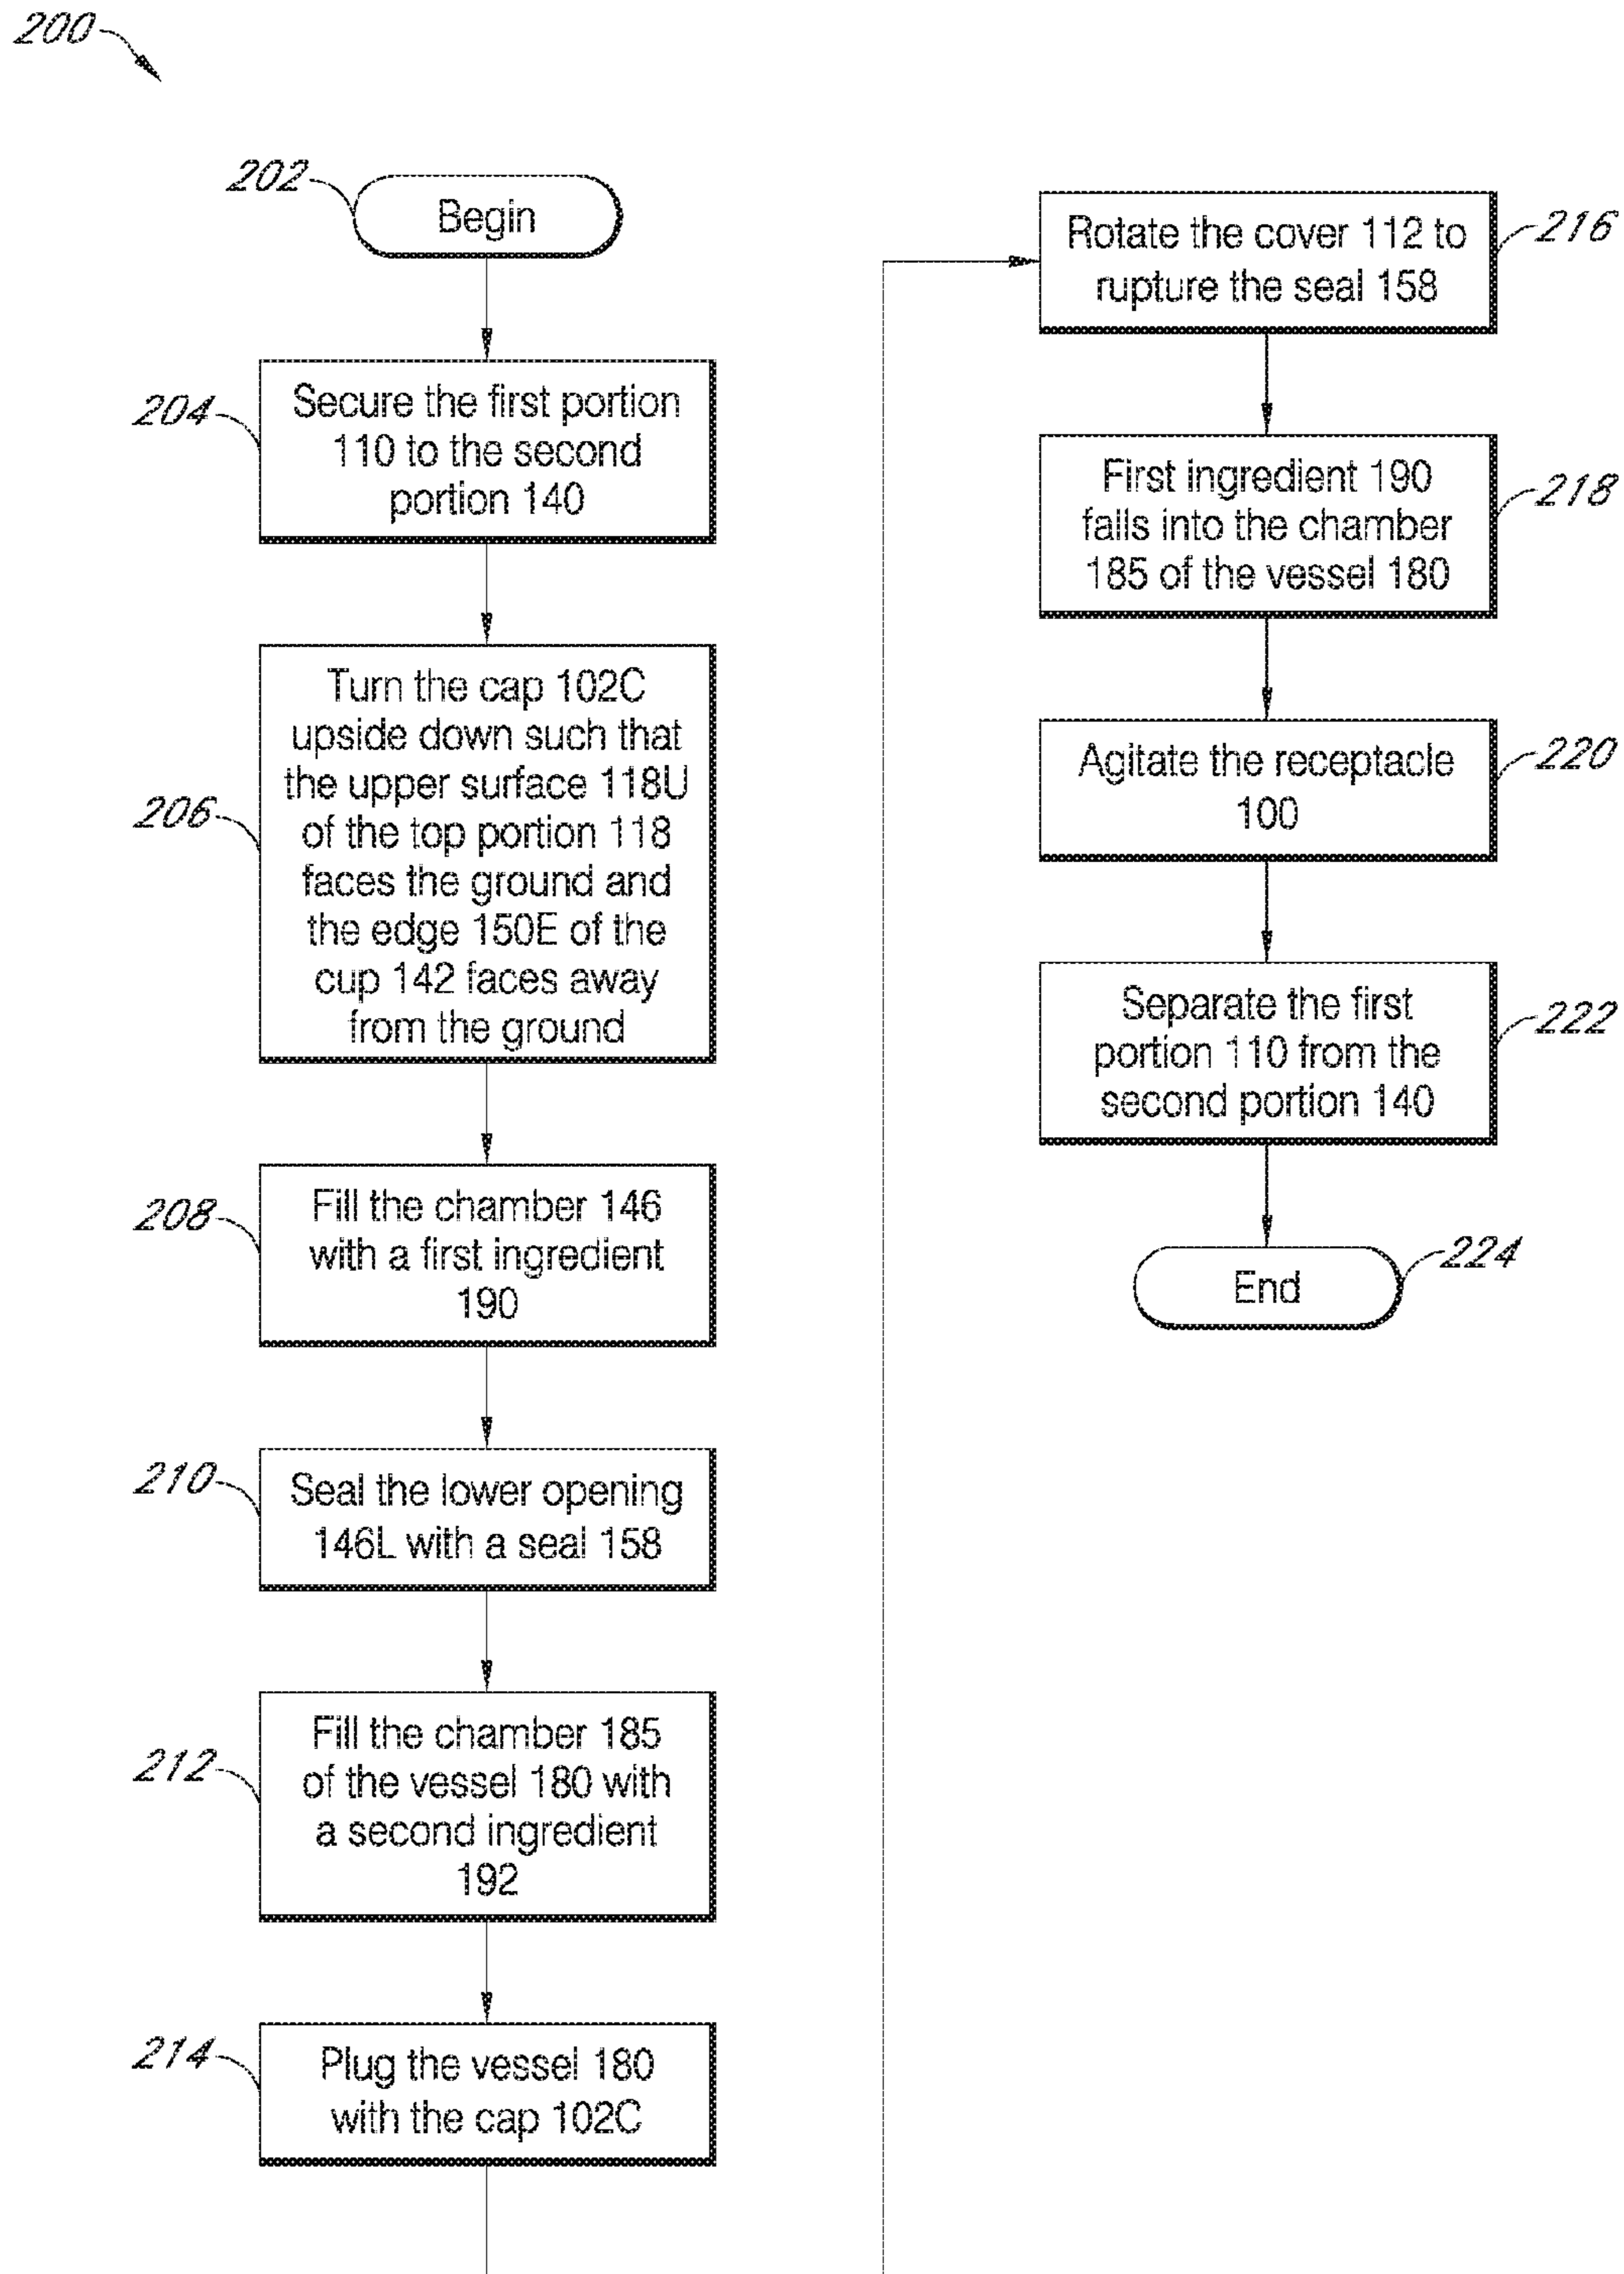 200
202
Begin
204
Secure the first portion
110 to the second
portion 140
206
Turn the cap 102C
upside down such that
the upper surface 118U
of the top portion 118
faces the ground and
the edge 150E of the
cup 142 faces away
from the ground
208
Fill the chamber 146
with a first ingredient
190
210
Seal the lower opening
146L with a seal 158
212
Fill the chamber 185
of the vessel 180 with
a second ingredient
192
214
Plug the vessel 180
with the cap 102C
Rotate the cover 112 to
rupture the seal 158
216
First ingredient 190
falls into the chamber
185 of the vessel 180
218
Agitate the receptacle
100
220
Separate the first
portion 110 from the
second portion 140
222
End
224